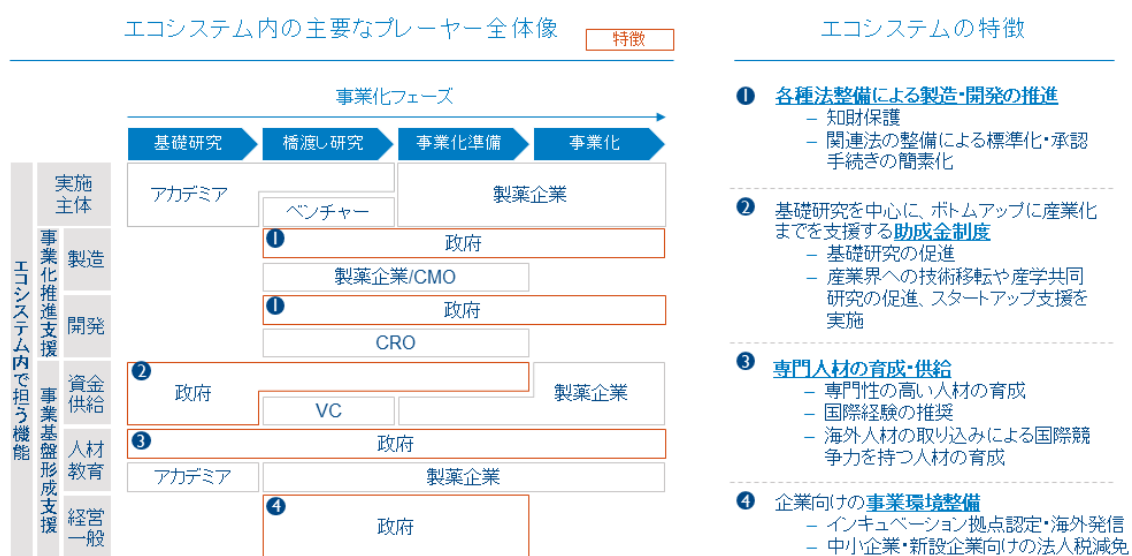 エコシステム内の主要なプレーヤー全体像
特徴
エコシステムの特徴
事業化フェーズ
基礎研究
橋渡し研究
事業化準備
事業化
エコシステム内で担う機能
実施
主体
アカデミア
ベンチャー
製薬企業
事業化推進支援
製造
❶
政府
製薬企業/CMO
開発
❶
政府
CRO
事業基盤形成支援
資金
供給
❷
政府
VC
製薬企業
人材
教育
❸
政府
アカデミア
製薬企業
経営
一般
❹
政府
❶ 各種法整備による製造・開発の推進
– 知財保護
– 関連法の整備による標準化・承認
手続きの簡素化
❷ 基礎研究を中心に、ボトムアップに産業化
までを支援する助成金制度
– 基礎研究の促進
– 産業界への技術移転や産学共同
研究の促進、スタートアップ支援を
実施
❸ 専門人材の育成・供給
– 専門性の高い人材の育成
– 国際経験の推奨
– 海外人材の取り込みによる国際競
争力を持つ人材の育成
❹ 企業向けの事業環境整備
– インキュベーション拠点認定・海外発信
– 中小企業・新設企業向けの法人税減免